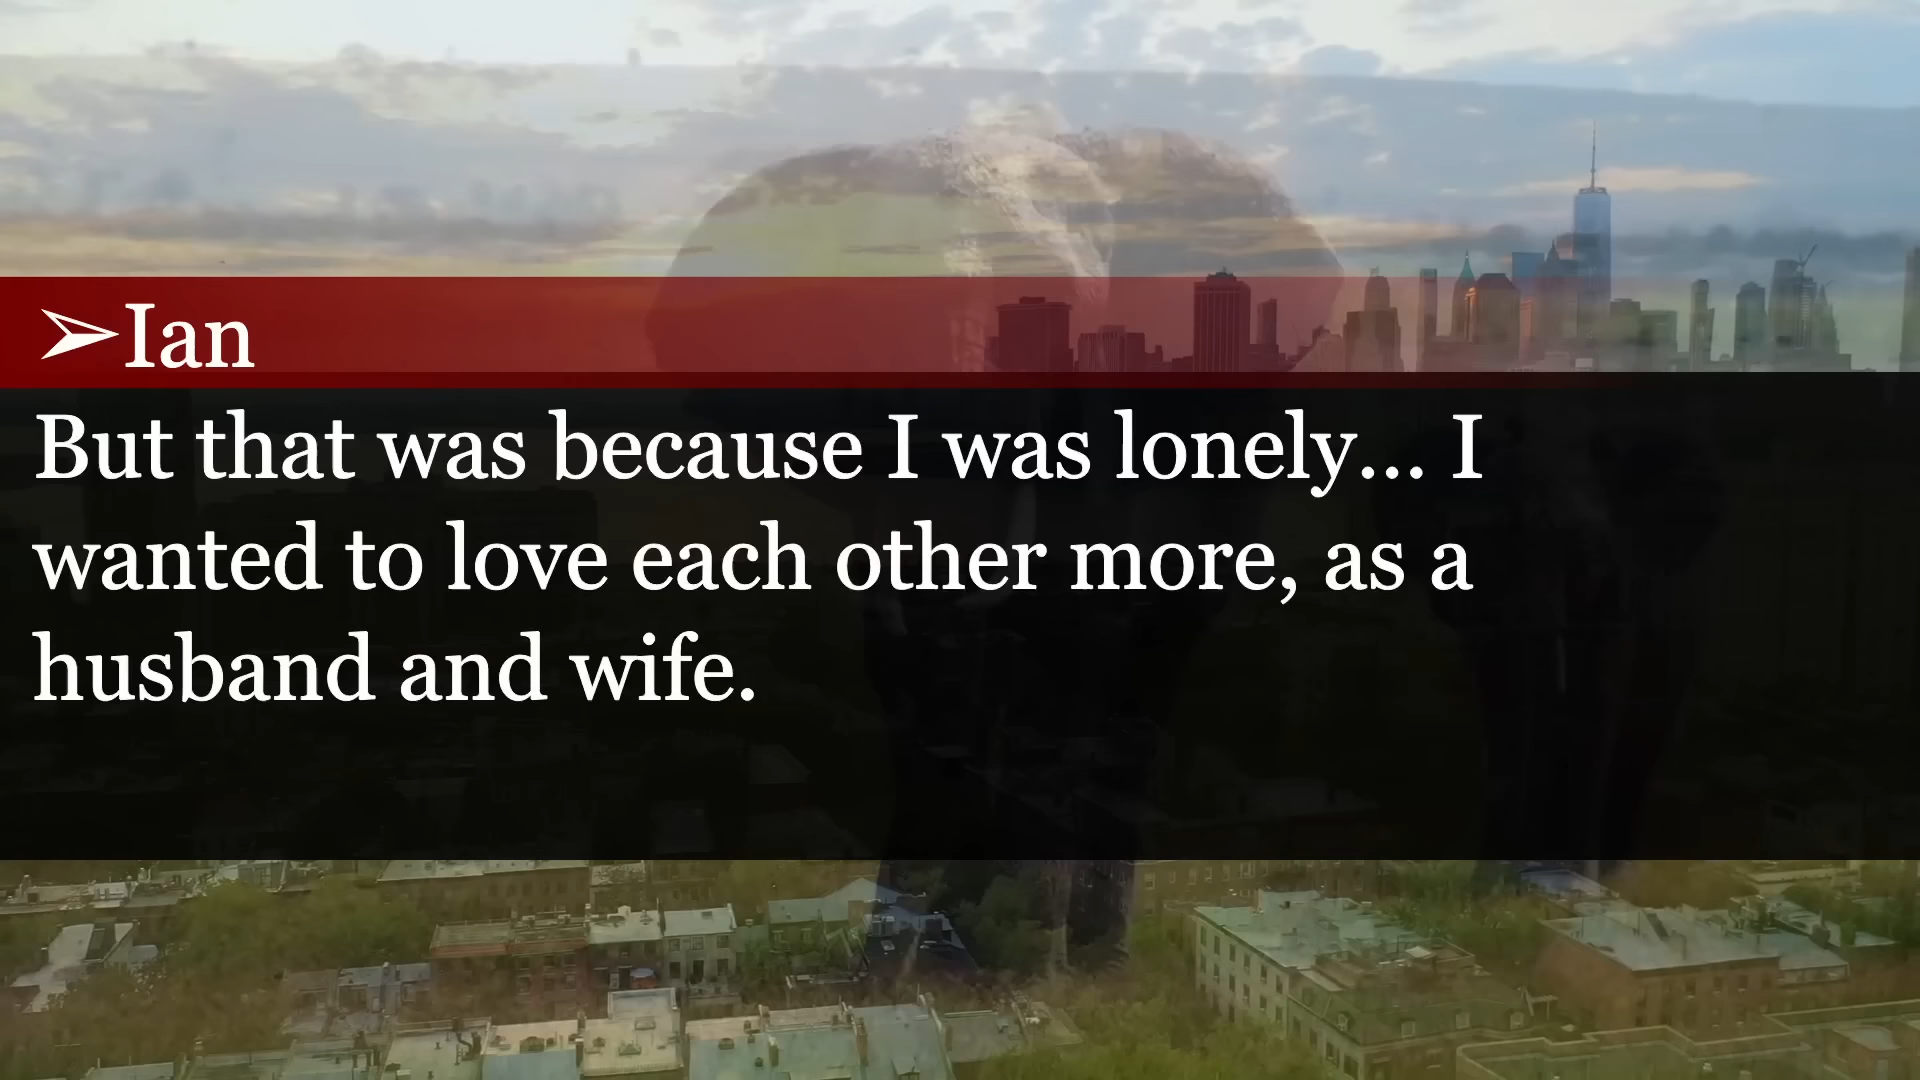 ➢Ian
But that was because I was lonely... I
wanted to love each other more, as a
husband and wife.